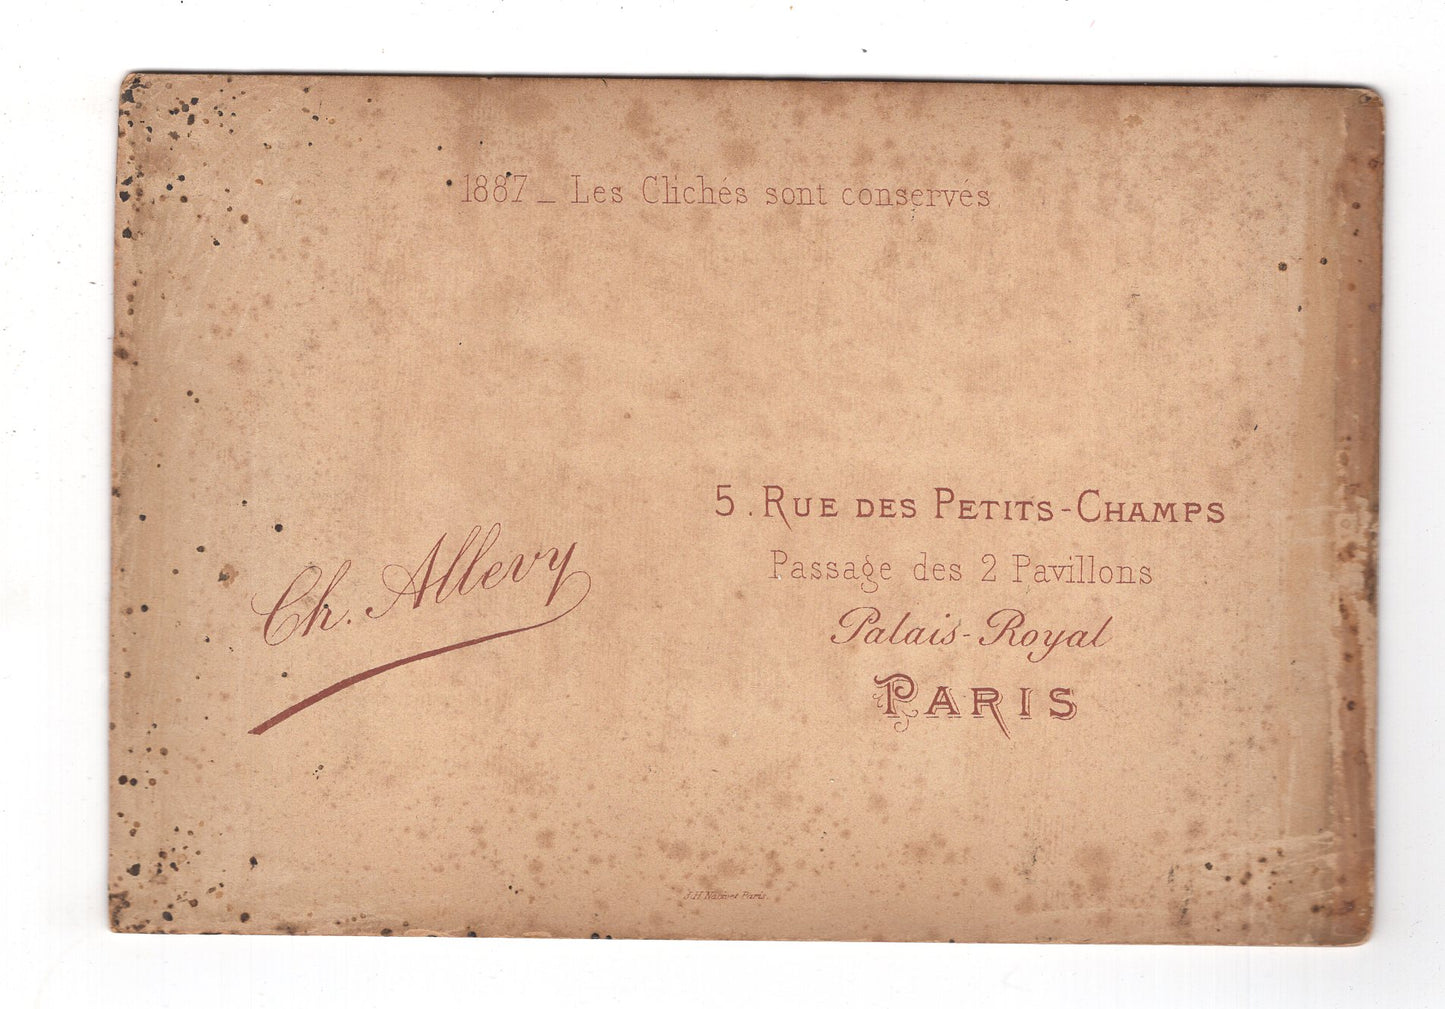 1887 _ Les Clichés sont conservés
Ch. Allevy
5. RUE DES PETITS-CHAMPS
Passage des 2 Pavillons
Palais-Royal
PARIS
J.H. Paris.